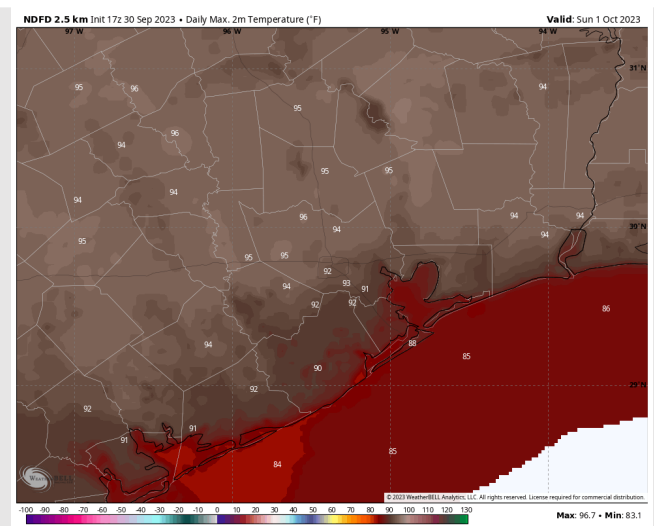 NDFD 2.5 km Init 17z 30 Sep 2023 • Daily Max. 2m Temperature (°F) Valid: Sun 1 Oct 2023
97°W 96°W 95°W 94°W
31°N
95 96 94
95
96
94
95 95
94
94
96 94 94
94 94
95
30°N
95 95
92
94 93 91
92 92
86
94 88
85
90
29°N
92
92
91 91
85
84
WEATHERBELL
© 2023 WeatherBELL Analytics, LLC. All rights reserved. License required for commercial distribution.
-100 -90 -80 -70 -60 -50 -40 -30 -20 -10 0 10 20 30 40 50 60 70 80 90 100 110 120 130
Max: 96.7 • Min: 83.1